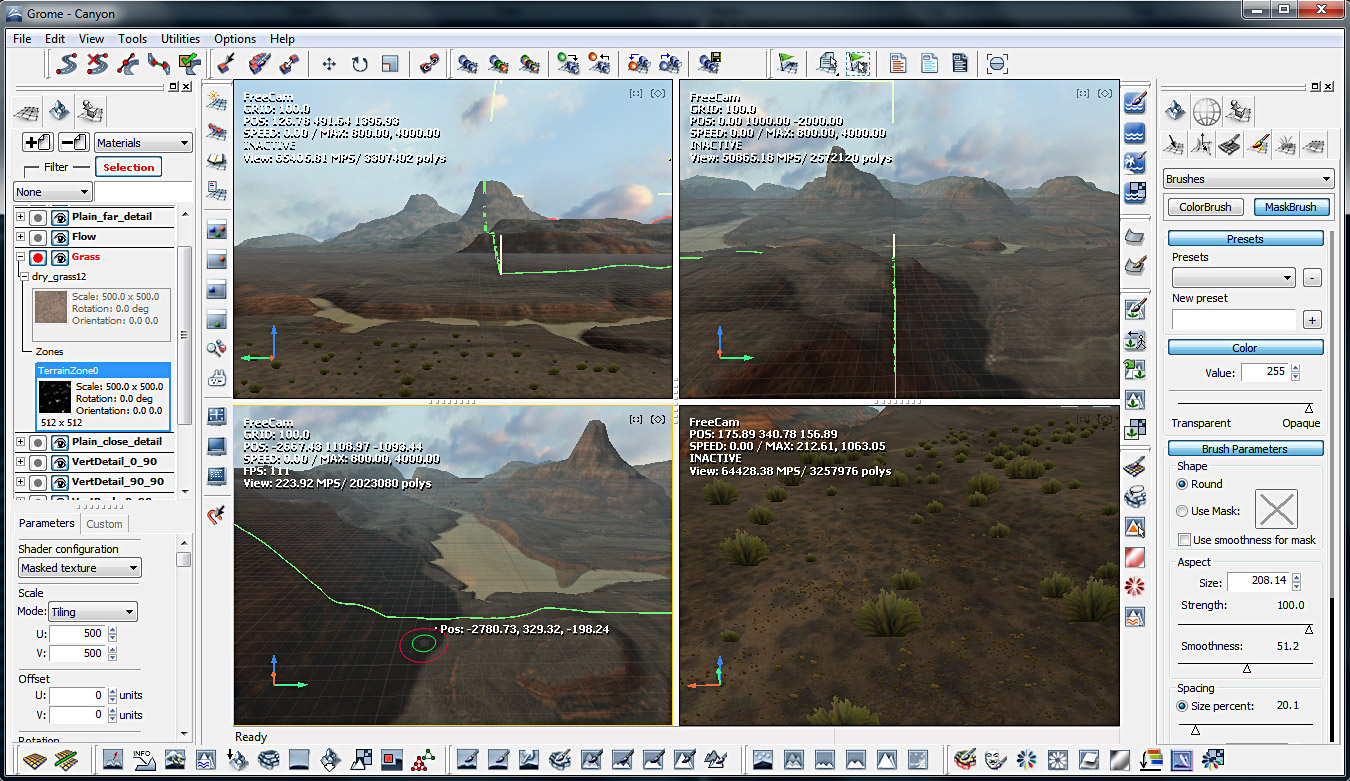 Grome - Canyon
File Edit View Tools Utilities Options Help
Materials
Filter Selection
None
Plain_far_detail
Flow
Grass
dry_grass12
Scale: 500.0 x 500.0
Rotation: 0.0 deg
Orientation: 0.0 0.0
Zones
TerrainZone0
Scale: 500.0 x 500.0
Rotation: 0.0 deg
Orientation: 0.0 0.0
512 x 512
Plain_close_detail
VertDetail_0_90
VertDetail_90_90
Parameters Custom
Shader configuration
Masked texture
Scale
Mode: Tiling
U: 500
V: 500
Offset
U: 0 units
V: 0 units
Rotation
FreeCam
GRID: 100.0
POS: 126.78 491.64 1396.93
SPEED: 0.00 / MAX: 800.00, 4000.00
INACTIVE
View: 65406.81 MPS/ 3307402 polys
FreeCam
GRID: 100.0
POS: 0.00 1000.00 -2000.00
SPEED: 0.00 / MAX: 800.00, 4000.00
INACTIVE
View: 50865.18 MPS/ 2572120 polys
FreeCam
GRID: 100.0
POS: -2667.43 1108.97 -1093.44
SPEED: 0.00 / MAX: 800.00, 4000.00
FPS: 111
View: 223.92 MPS/ 2023080 polys
Pos: -2780.73, 329.32, -198.24
FreeCam
POS: 175.89 340.78 156.89
SPEED: 0.00 / MAX: 212.61, 1063.05
INACTIVE
View: 64428.38 MPS/ 3257976 polys
Ready
Brushes
ColorBrush MaskBrush
Presets
Presets
-
New preset
+
Color
Value: 255
Transparent Opaque
Brush Parameters
Shape
Round
Use Mask:
Use smoothness for mask
Aspect
Size: 208.14
Strength: 100.0
Smoothness: 51.2
Spacing
Size percent: 20.1
INFO